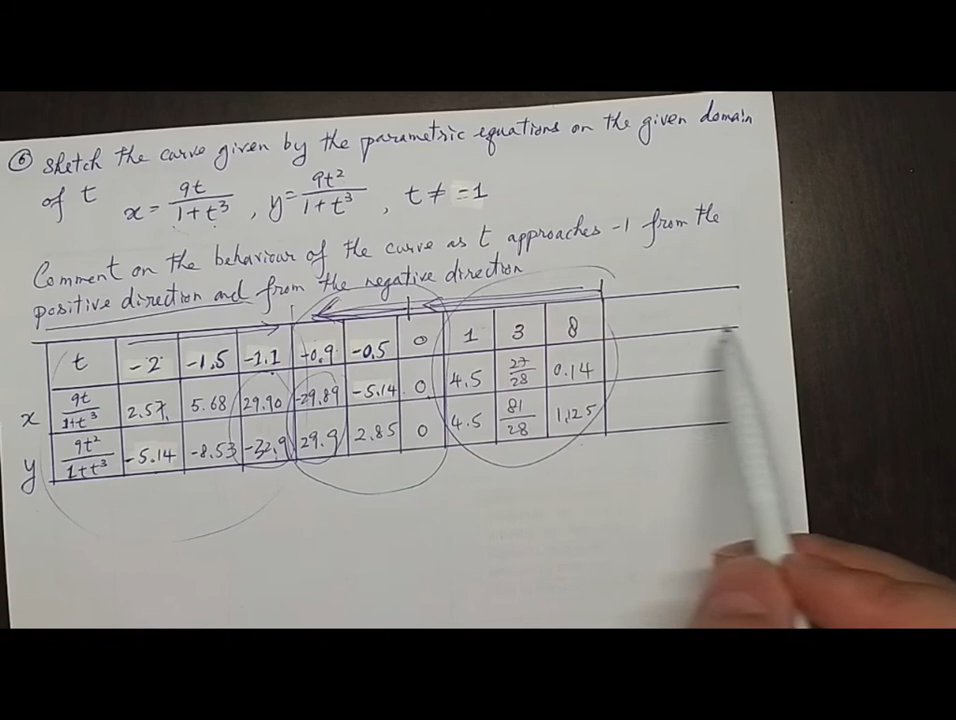 ⑥ Sketch the curve given by the parametric equations on the given domain
of t x = 9t/1+t³ , y = 9t²/1+t³ , t ≠ =1
Comment on the behaviour of the curve as t approaches -1 from the
positive direction and from the negative direction
t -2 -1.5 -1.1 -0.9 -0.5 0 1 3 8
x 9t/1+t³ 2.57 5.68 29.90 -29.89 -5.14 0 4.5 27/28 0.14
y 9t²/1+t³ -5.14 -8.53 -32.9 29.9 2.85 0 4.5 81/28 1,125